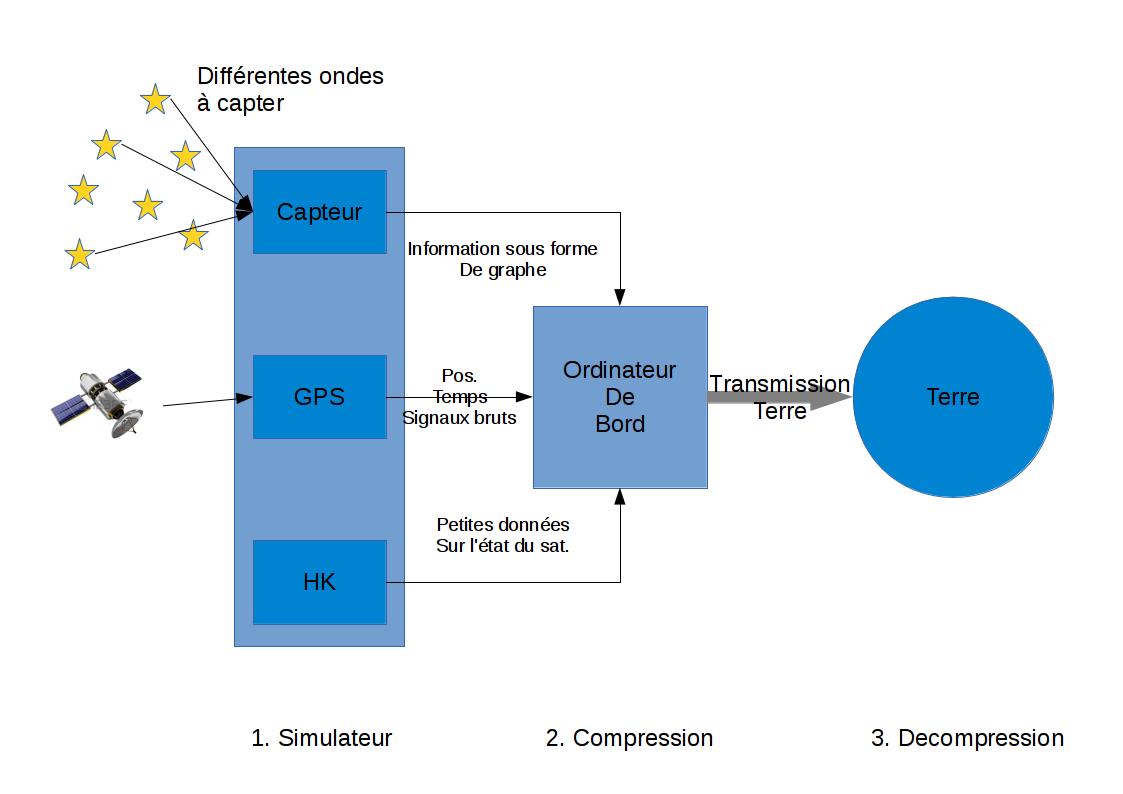 Différentes ondes
à capter
Capteur
Information sous forme
De graphe
GPS
Pos.
Temps
Signaux bruts
Ordinateur
De
Bord
Transmission
Terre
Terre
Petites données
Sur l'état du sat.
HK
1. Simulateur
2. Compression
3. Decompression